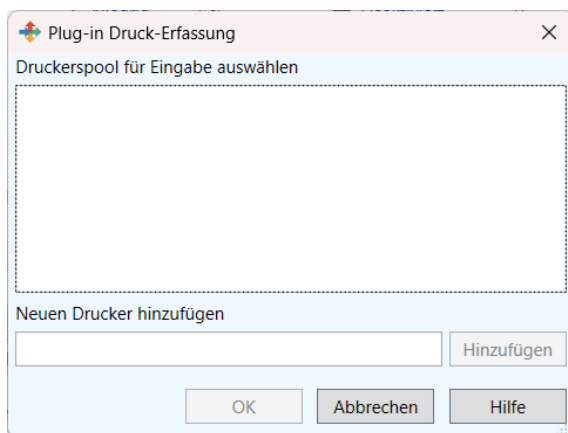 Plug-in Druck-Erfassung
Druckerspool für Eingabe auswählen
Neuen Drucker hinzufügen
Hinzufügen
OK
Abbrechen
Hilfe